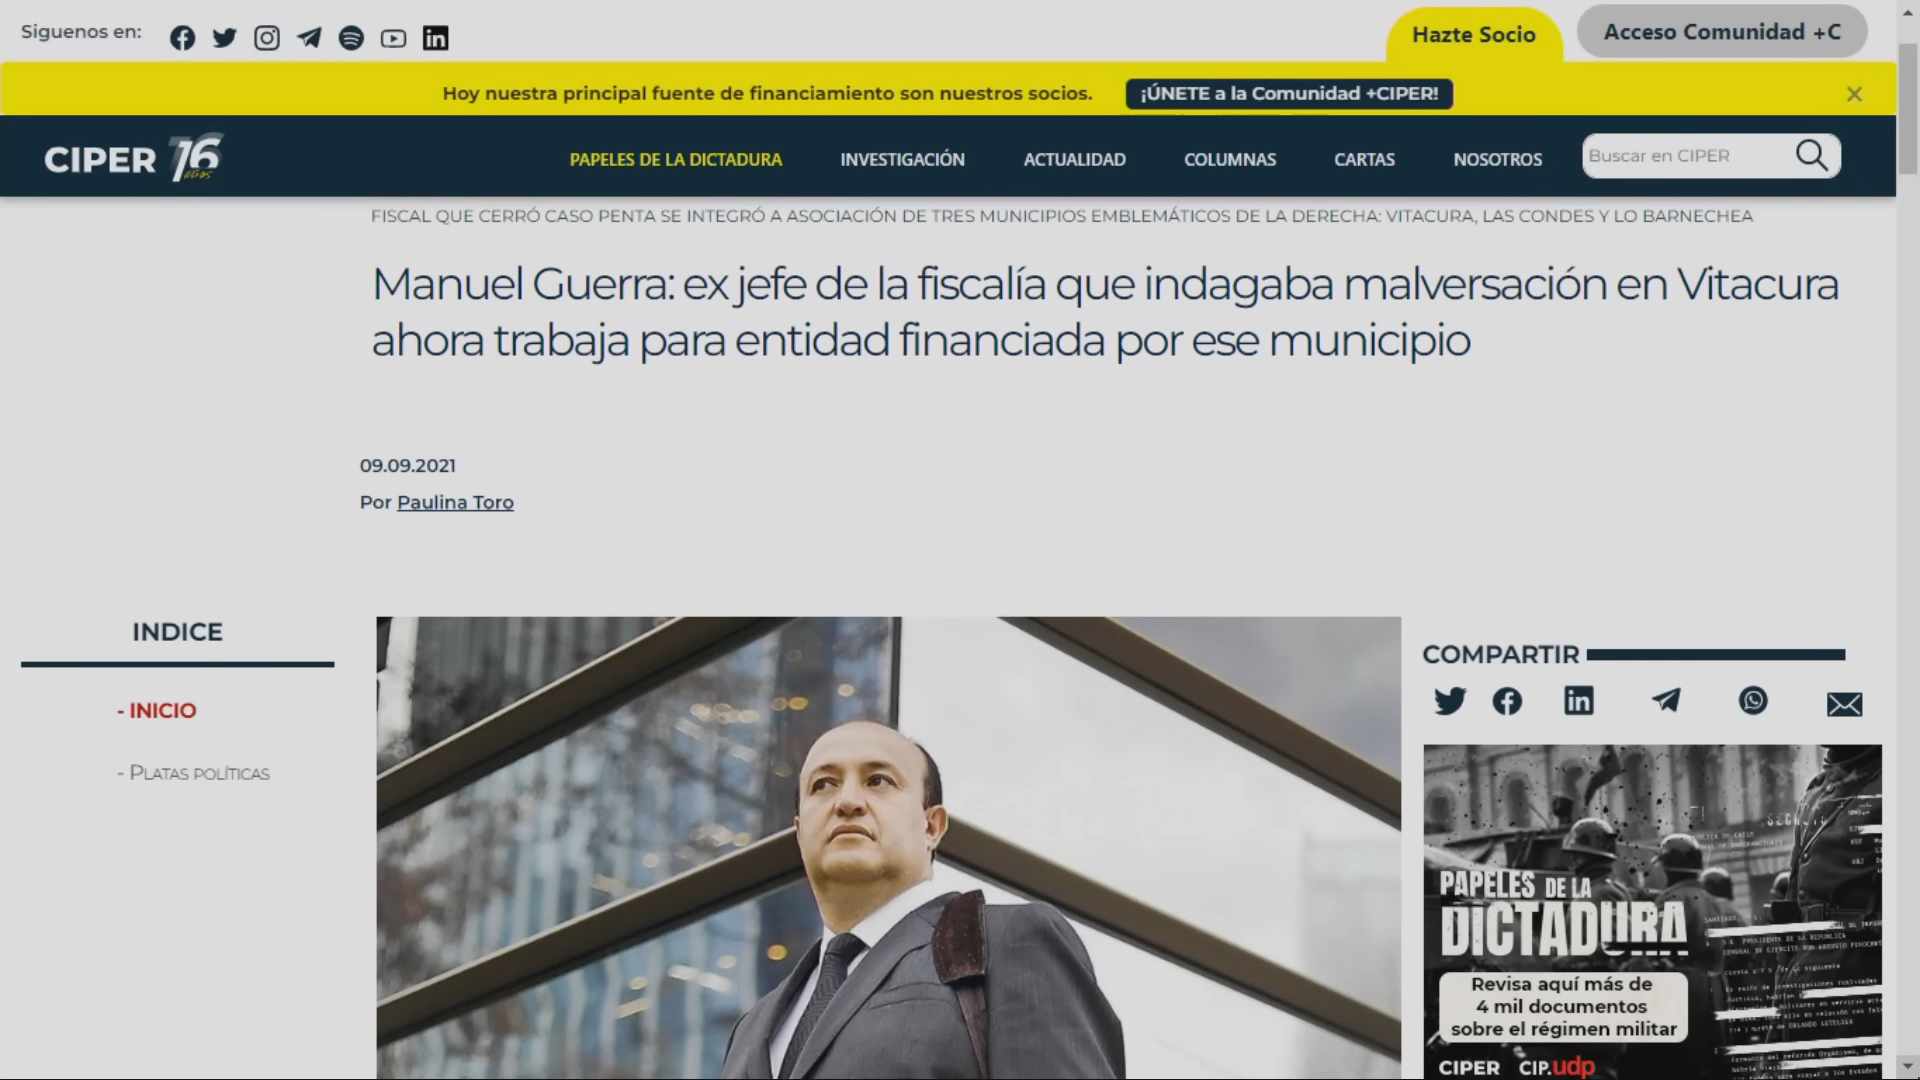 Siguenos en:
Hazte Socio
Acceso Comunidad +C
Hoy nuestra principal fuente de financiamiento son nuestros socios.
¡ÚNETE a la Comunidad +CIPER!
CIPER 16 años
PAPELES DE LA DICTADURA
INVESTIGACIÓN
ACTUALIDAD
COLUMNAS
CARTAS
NOSOTROS
Buscar en CIPER
FISCAL QUE CERRÓ CASO PENTA SE INTEGRÓ A ASOCIACIÓN DE TRES MUNICIPIOS EMBLEMÁTICOS DE LA DERECHA: VITACURA, LAS CONDES Y LO BARNECHEA
Manuel Guerra: ex jefe de la fiscalía que indagaba malversación en Vitacura
ahora trabaja para entidad financiada por ese municipio
09.09.2021
Por Paulina Toro
INDICE
- INICIO
- PLATAS POLÍTICAS
COMPARTIR
PAPELES DE LA
DICTADURA
Revisa aquí más de
4 mil documentos
sobre el régimen militar
CIPER CIP.udp